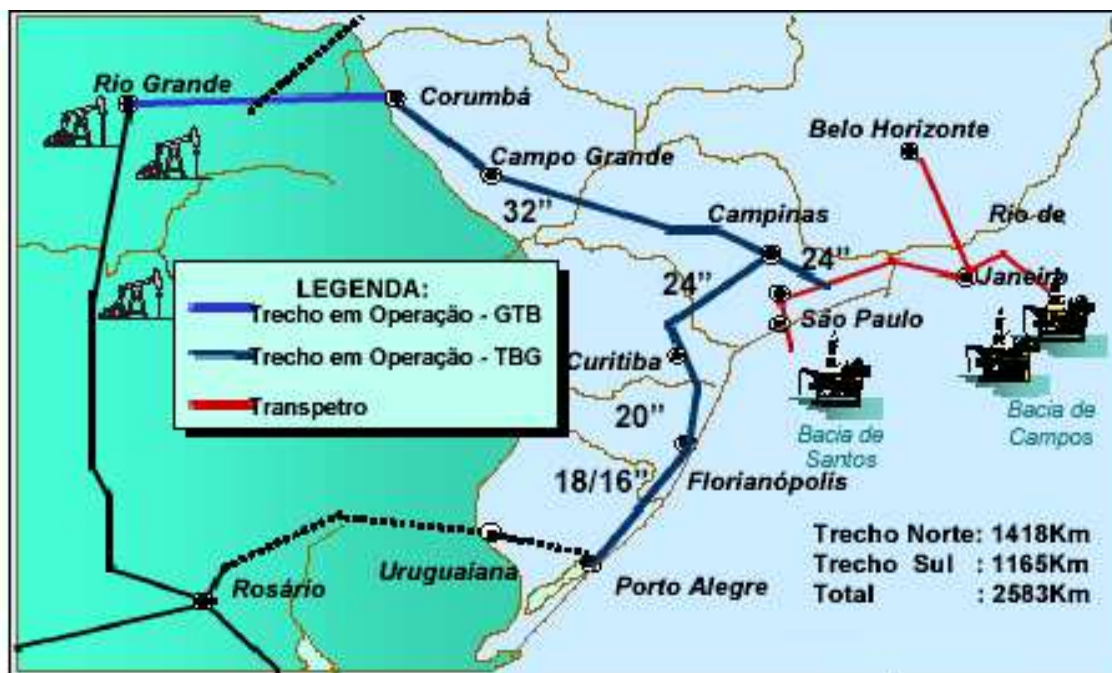 Rio Grande
Corumbá
Belo Horizonte
Campo Grande
32”
Campinas
Rio de
Janeiro
24”
24”
LEGENDA:
Trecho em Operação - GTB
Trecho em Operação - TBG
Transpetro
São Paulo
Curitiba
20”
Bacia de
Santos
Bacia de
Campos
18/16”
Florianópolis
Uruguaiana
Rosário
Porto Alegre
Trecho Norte: 1418Km
Trecho Sul : 1165Km
Total : 2583Km